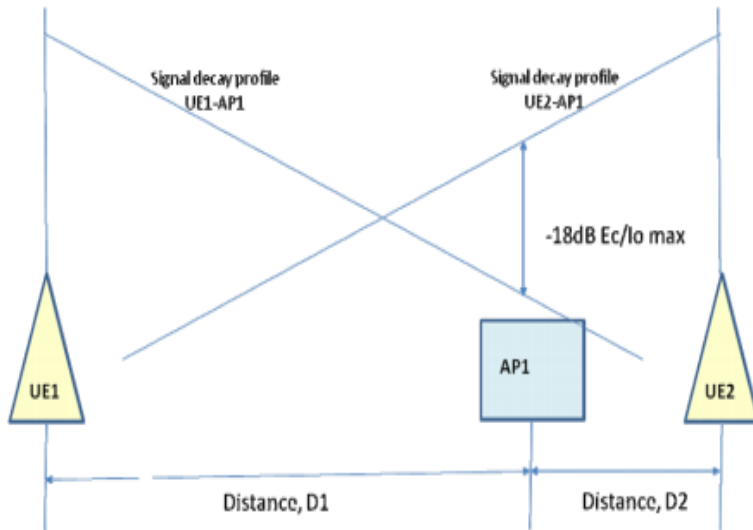 Signal decay profile
UE1-AP1
Signal decay profile
UE2-AP1
-18dB Ec/Io max
UE1
AP1
UE2
Distance, D1
Distance, D2